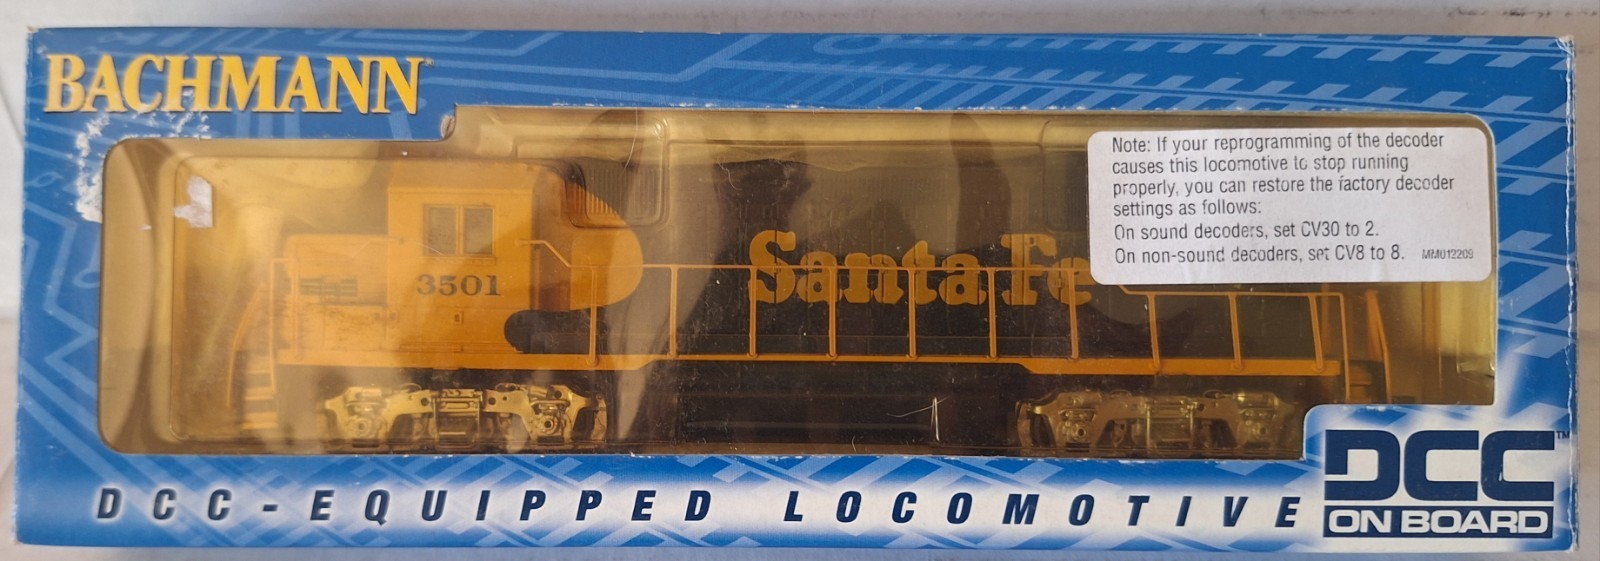 BACHMANN
Note: If your reprogramming of the decoder
causes this locomotive to stop running
properly, you can restore the factory decoder
settings as follows:
On sound decoders, set CV30 to 2.
On non-sound decoders, set CV8 to 8. MM012209
3501
Santa Fe
DCC™
ON BOARD
DCC-EQUIPPED LOCOMOTIVE